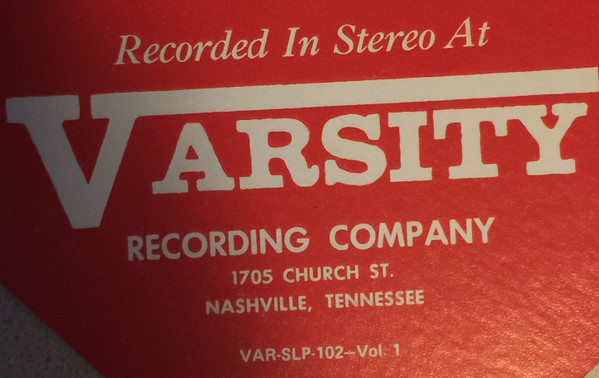 Recorded In Stereo At
VARSITY
RECORDING COMPANY
1705 CHURCH ST.
NASHVILLE, TENNESSEE
VAR-SLP-102—Vol. 1